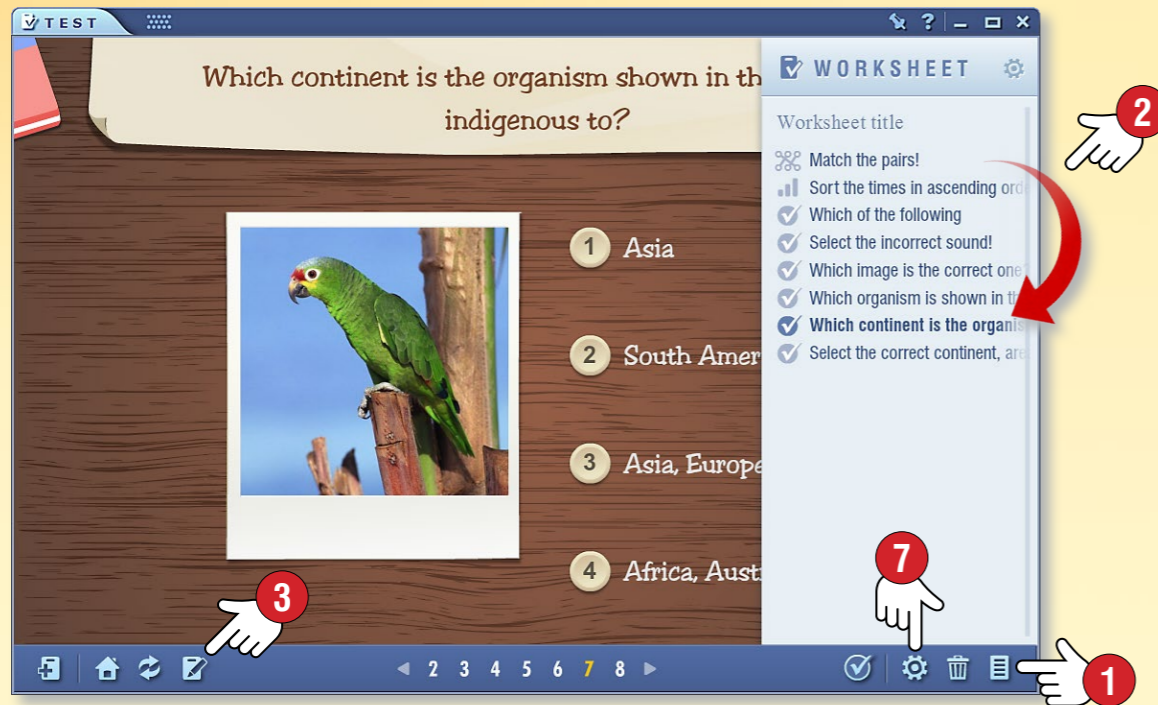 TEST
?
Which continent is the organism shown in th
indigenous to?
1 Asia
2 South Amer
3 Asia, Europe
4 Africa, Aust
WORKSHEET
Worksheet title
Match the pairs!
Sort the times in ascending orde
Which of the following
Select the incorrect sound!
Which image is the correct one?
Which organism is shown in th
Which continent is the organis
Select the correct continent, are
2
3
7
1
2 3 4 5 6 7 8